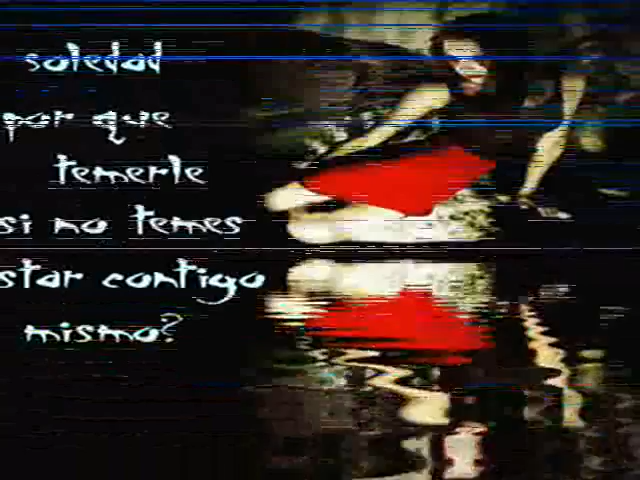 soledad
por que
temerle
si no temes
star contigo
mismo?